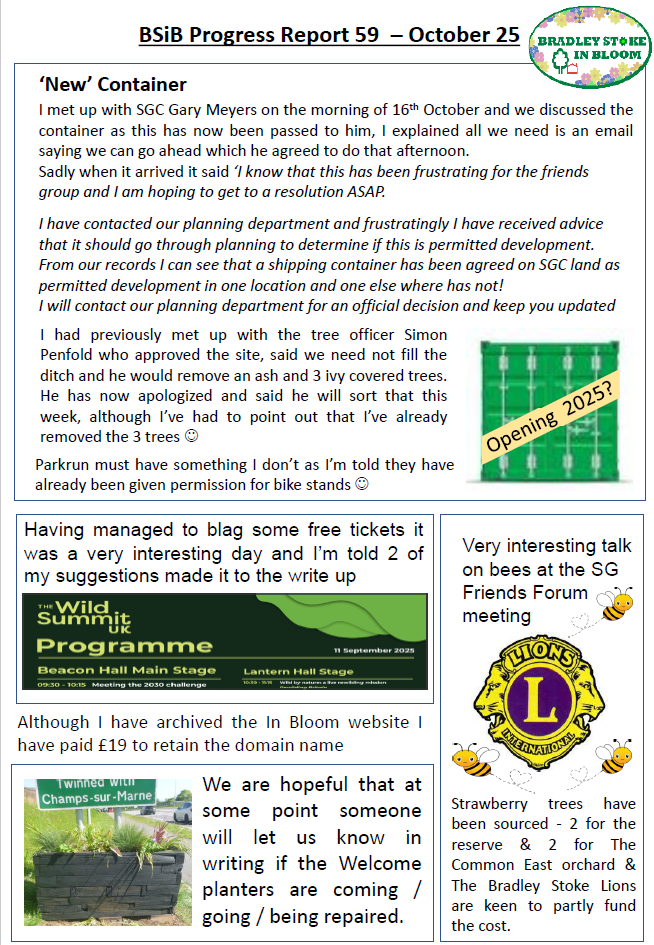 BSiB Progress Report 59 – October 25
BRADLEY STOKE
IN BLOOM
‘New’ Container
I met up with SGC Gary Meyers on the morning of 16th October and we discussed the
container as this has now been passed to him, I explained all we need is an email
saying we can go ahead which he agreed to do that afternoon.
Sadly when it arrived it said ‘I know that this has been frustrating for the friends
group and I am hoping to get to a resolution ASAP.
I have contacted our planning department and frustratingly I have received advice
that it should go through planning to determine if this is permitted development.
From our records I can see that a shipping container has been agreed on SGC land as
permitted development in one location and one else where has not!
I will contact our planning department for an official decision and keep you updated
I had previously met up with the tree officer Simon
Penfold who approved the site, said we need not fill the
ditch and he would remove an ash and 3 ivy covered trees.
He has now apologized and said he will sort that this
week, although I’ve had to point out that I’ve already
removed the 3 trees ☺
Parkrun must have something I don’t as I’m told they have
already been given permission for bike stands ☺
Opening 2025?
Having managed to blag some free tickets it
was a very interesting day and I’m told 2 of
my suggestions made it to the write up
THE Wild
Summit
UK
Programme
11 September 2025
Beacon Hall Main Stage
Lantern Hall Stage
09:30 - 10:15 Meeting the 2030 challenge
10:30 - 11:15 Wild by nature: a live rewilding mission
Although I have archived the In Bloom website I
have paid £19 to retain the domain name
Twinned with
Champs-sur-Marne
We are hopeful that at
some point someone
will let us know in
writing if the Welcome
planters are coming /
going / being repaired.
Very interesting talk
on bees at the SG
Friends Forum
meeting
LIONS
L
INTERNATIONAL
Strawberry trees have
been sourced - 2 for the
reserve & 2 for The
Common East orchard &
The Bradley Stoke Lions
are keen to partly fund
the cost.